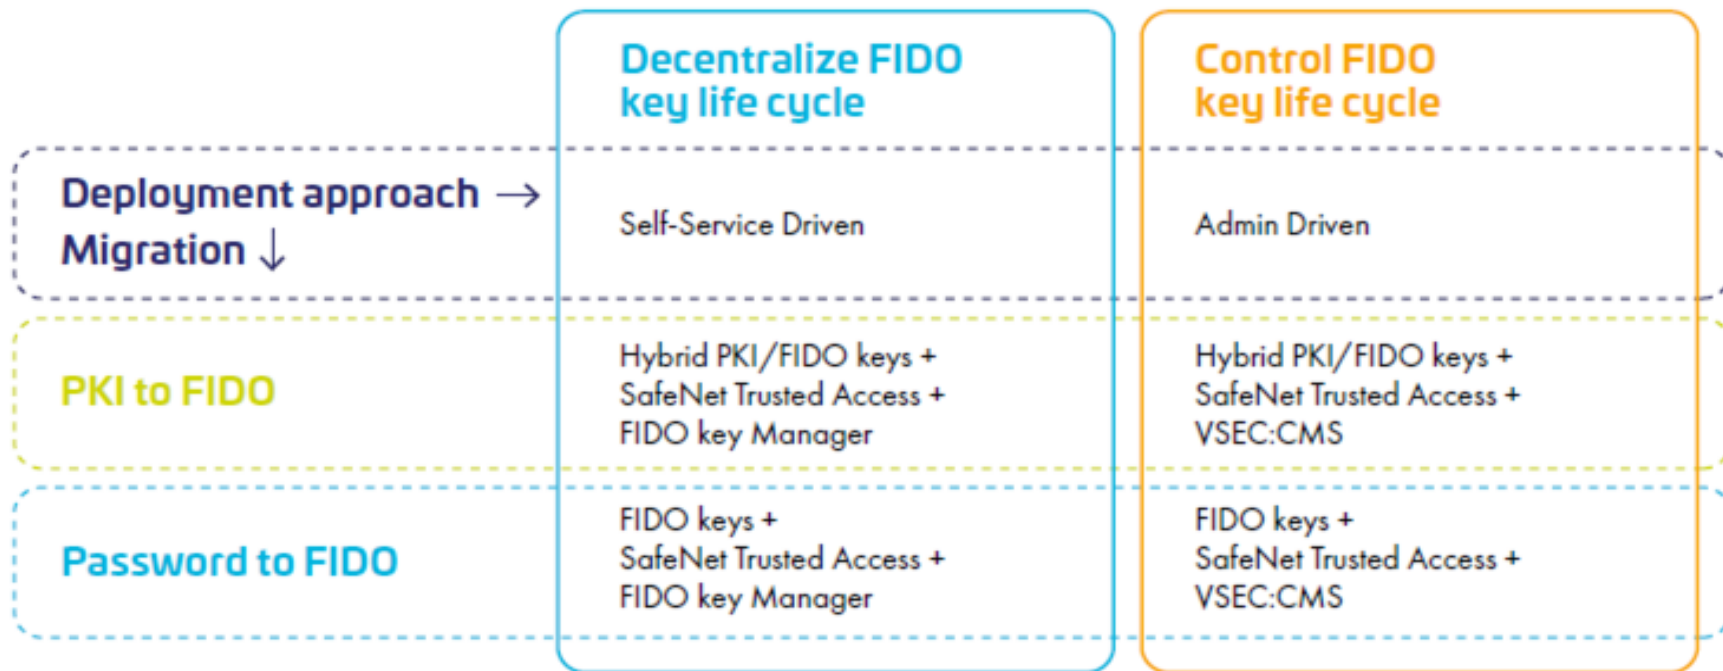 Decentralize FIDO
key life cycle
Control FIDO
key life cycle
Deployment approach →
Migration ↓
Self-Service Driven
Admin Driven
PKI to FIDO
Hybrid PKI/FIDO keys +
SafeNet Trusted Access +
FIDO key Manager
Hybrid PKI/FIDO keys +
SafeNet Trusted Access +
VSEC:CMS
Password to FIDO
FIDO keys +
SafeNet Trusted Access +
FIDO key Manager
FIDO keys +
SafeNet Trusted Access +
VSEC:CMS